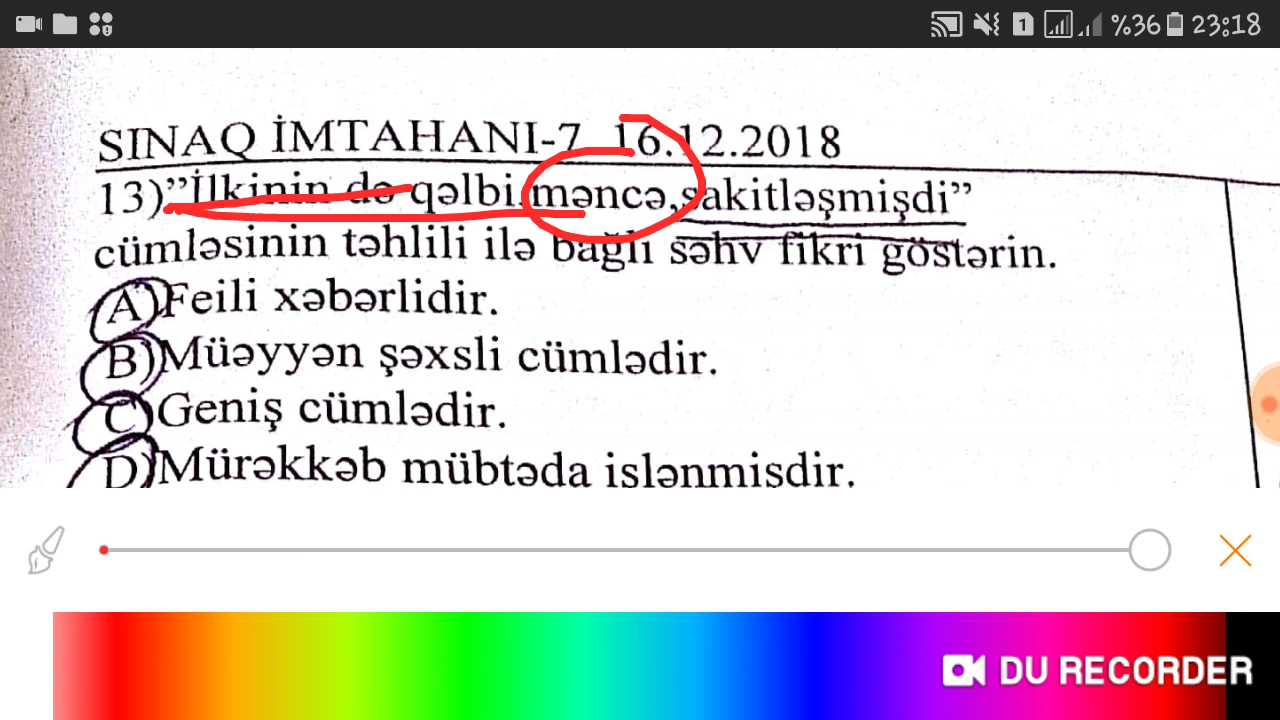 %36 23:18
SINAQ İMTAHANI-7 16.12.2018
13)”İlkinin də qəlbi,məncə,sakitləşmişdi”
cümləsinin təhlili ilə bağlı səhv fikri göstərin.
A)Feili xəbərlidir.
B)Müəyyən şəxsli cümlədir.
C)Geniş cümlədir.
D)Mürəkkəb mübtəda islənmisdir.
DU RECORDER